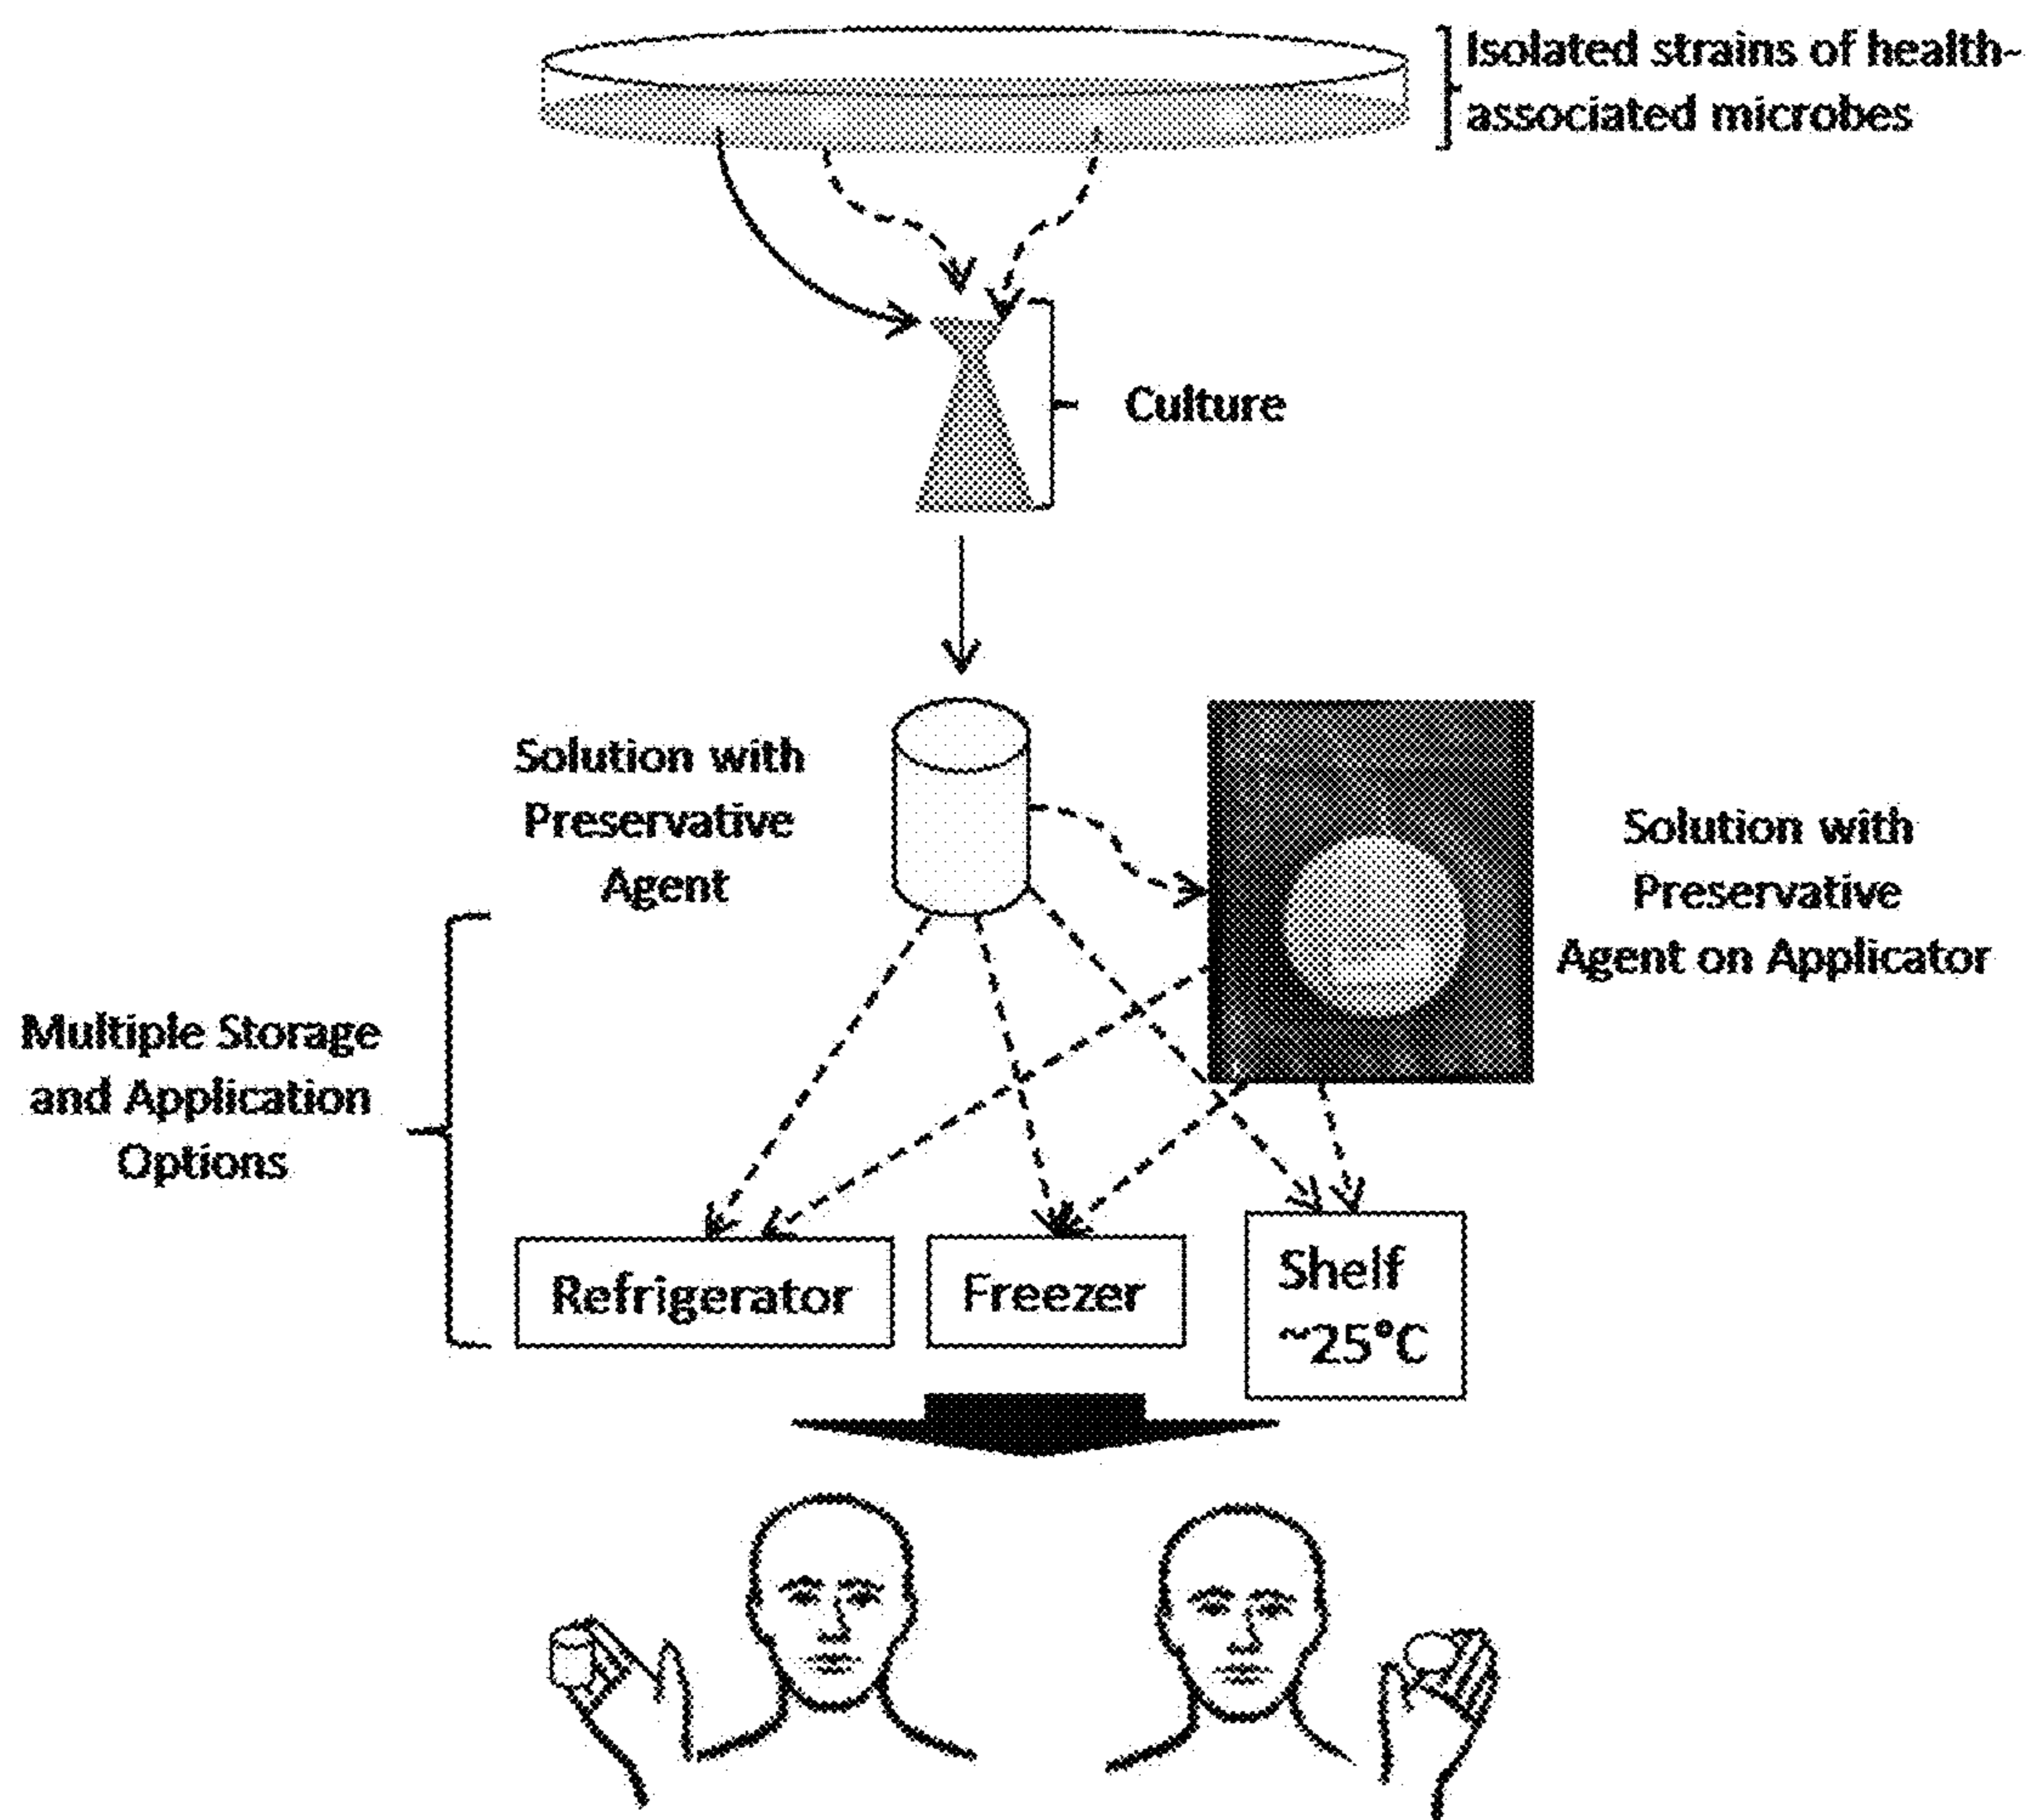 Isolated strains of health-
associated microbes
Culture
Solution with
Preservative
Agent
Solution with
Preservative
Agent on Applicator
Multiple Storage
and Application
Options
Refrigerator
Freezer
Shelf
~25°C